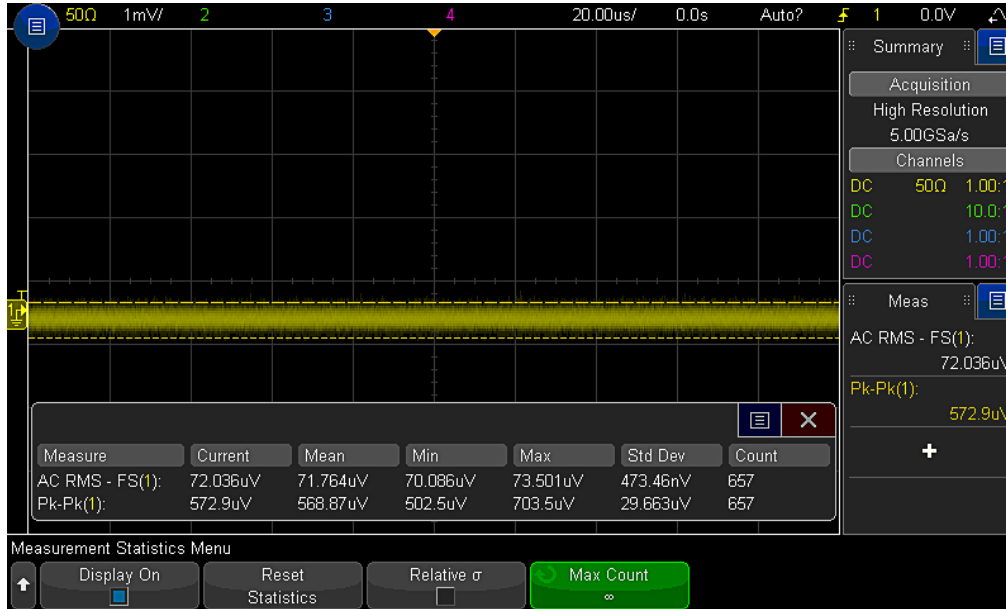 50Ω 1mV/ 2 3 4 20.00us/ 0.0s Auto? 1 0.0V
Summary
Acquisition
High Resolution
5.00GSa/s
Channels
DC 50Ω 1.00:1
DC 10.0:1
DC 1.00:1
DC 1.00:1
1
Meas
AC RMS - FS(1):
72.036uV
Pk-Pk(1):
572.9uV
+
Measure Current Mean Min Max Std Dev Count
AC RMS - FS(1): 72.036uV 71.764uV 70.086uV 73.501uV 473.46nV 657
Pk-Pk(1): 572.9uV 568.87uV 502.5uV 703.5uV 29.663uV 657
Measurement Statistics Menu
Display On
Reset
Statistics
Relative σ
Max Count
∞